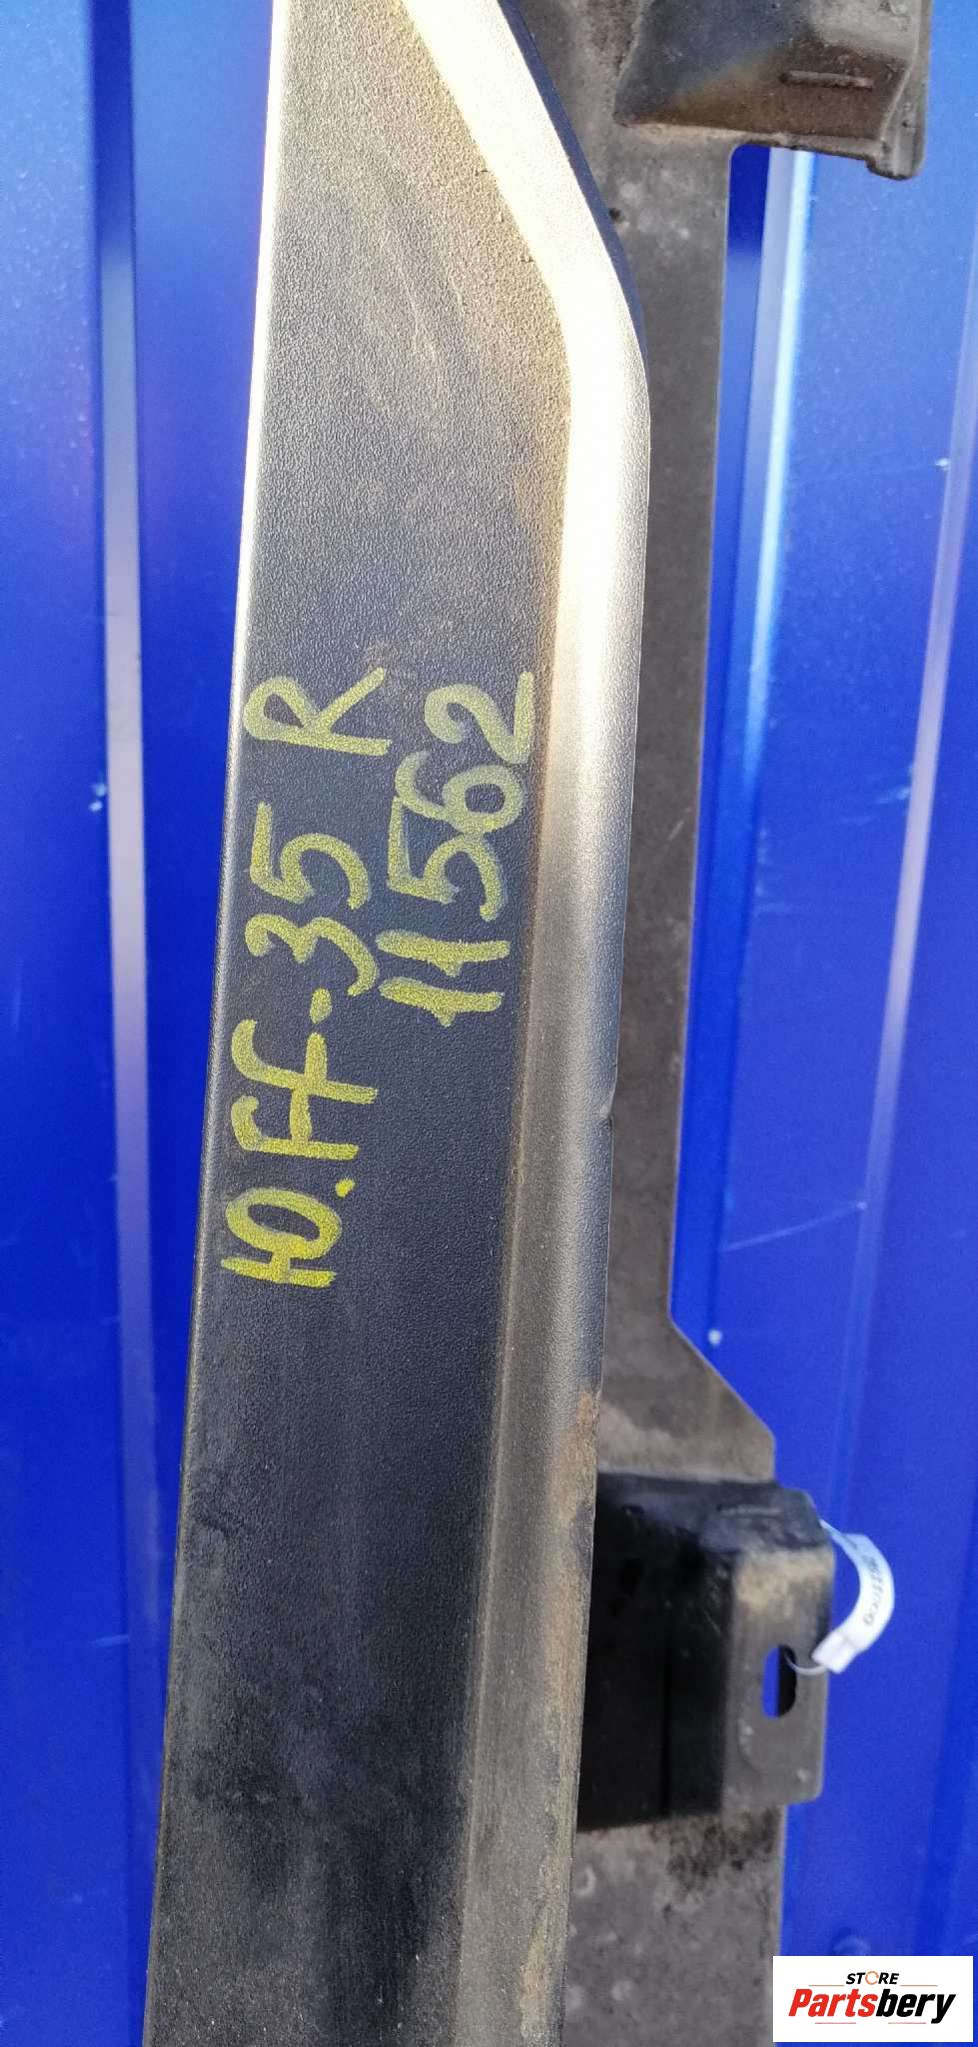 Ю.FF-35 R
11562
STORE
Partsbery